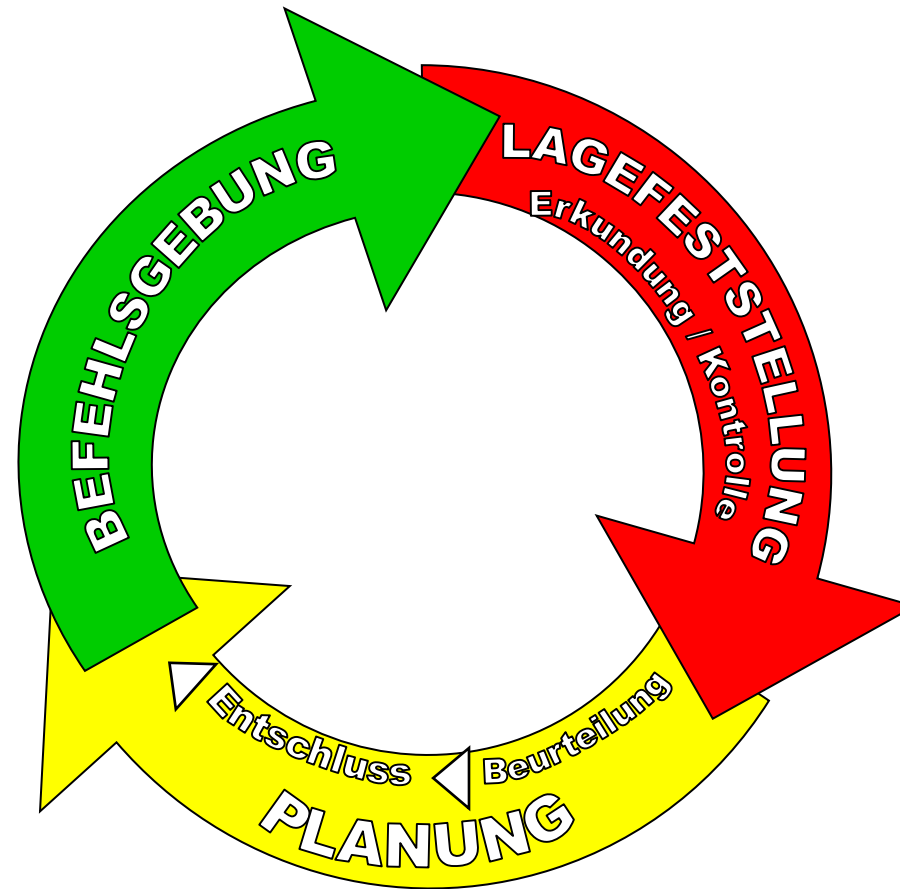 LAGEFESTSTELLUNG
Erkundung / Kontrolle
Beurteilung
Entschluss
PLANUNG
BEFEHLSGEBUNG